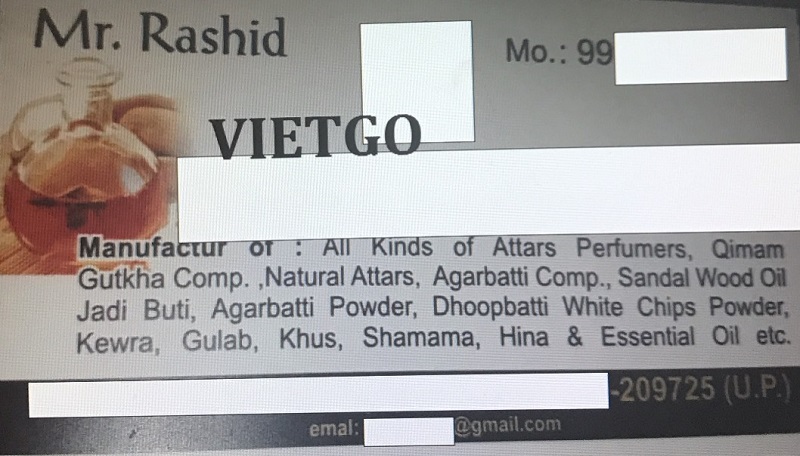 Mr. Rashid
Mo.: 99
VIETGO
Manufactur of : All Kinds of Attars Perfumers, Qimam
Gutkha Comp. ,Natural Attars, Agarbatti Comp., Sandal Wood Oil
Jadi Buti, Agarbatti Powder, Dhoopbatti White Chips Powder,
Kewra, Gulab, Khus, Shamama, Hina & Essential Oil etc.
-209725 (U.P.)
emal: @gmail.com